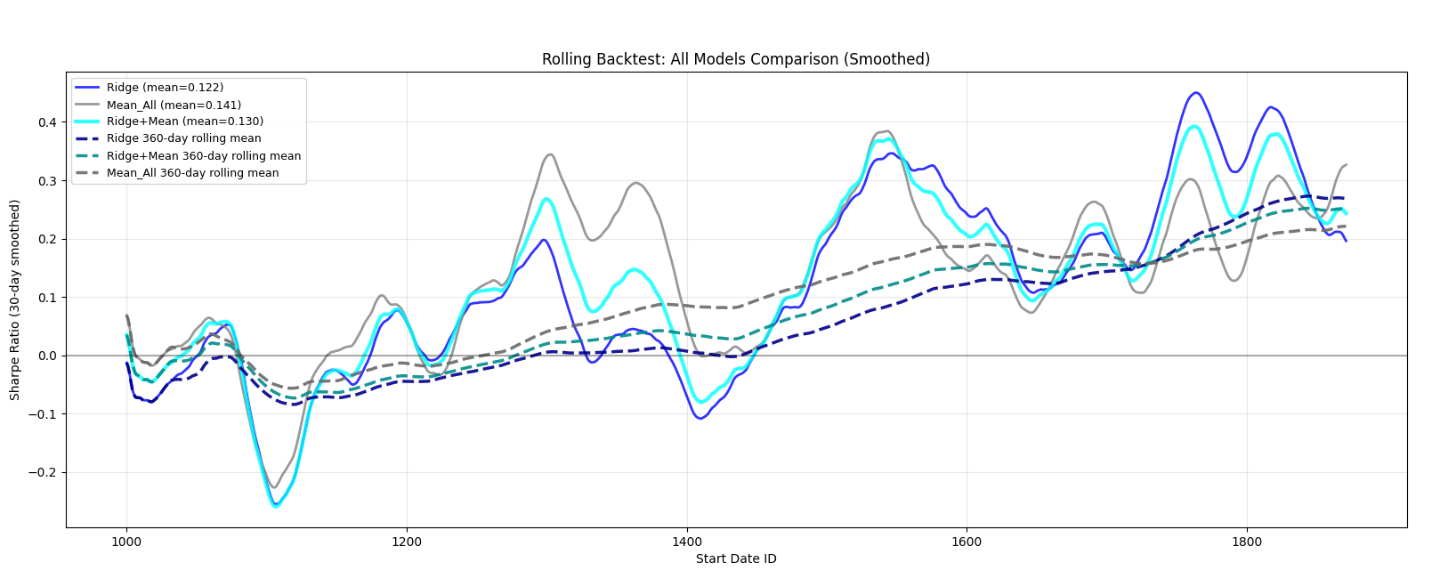 Rolling Backtest: All Models Comparison (Smoothed)
Ridge (mean=0.122)
Mean_All (mean=0.141)
Ridge+Mean (mean=0.130)
Ridge 360-day rolling mean
Ridge+Mean 360-day rolling mean
Mean_All 360-day rolling mean
Sharpe Ratio (30-day smoothed)
0.4
0.3
0.2
0.1
0.0
−0.1
−0.2
1000
1200
1400
1600
1800
Start Date ID